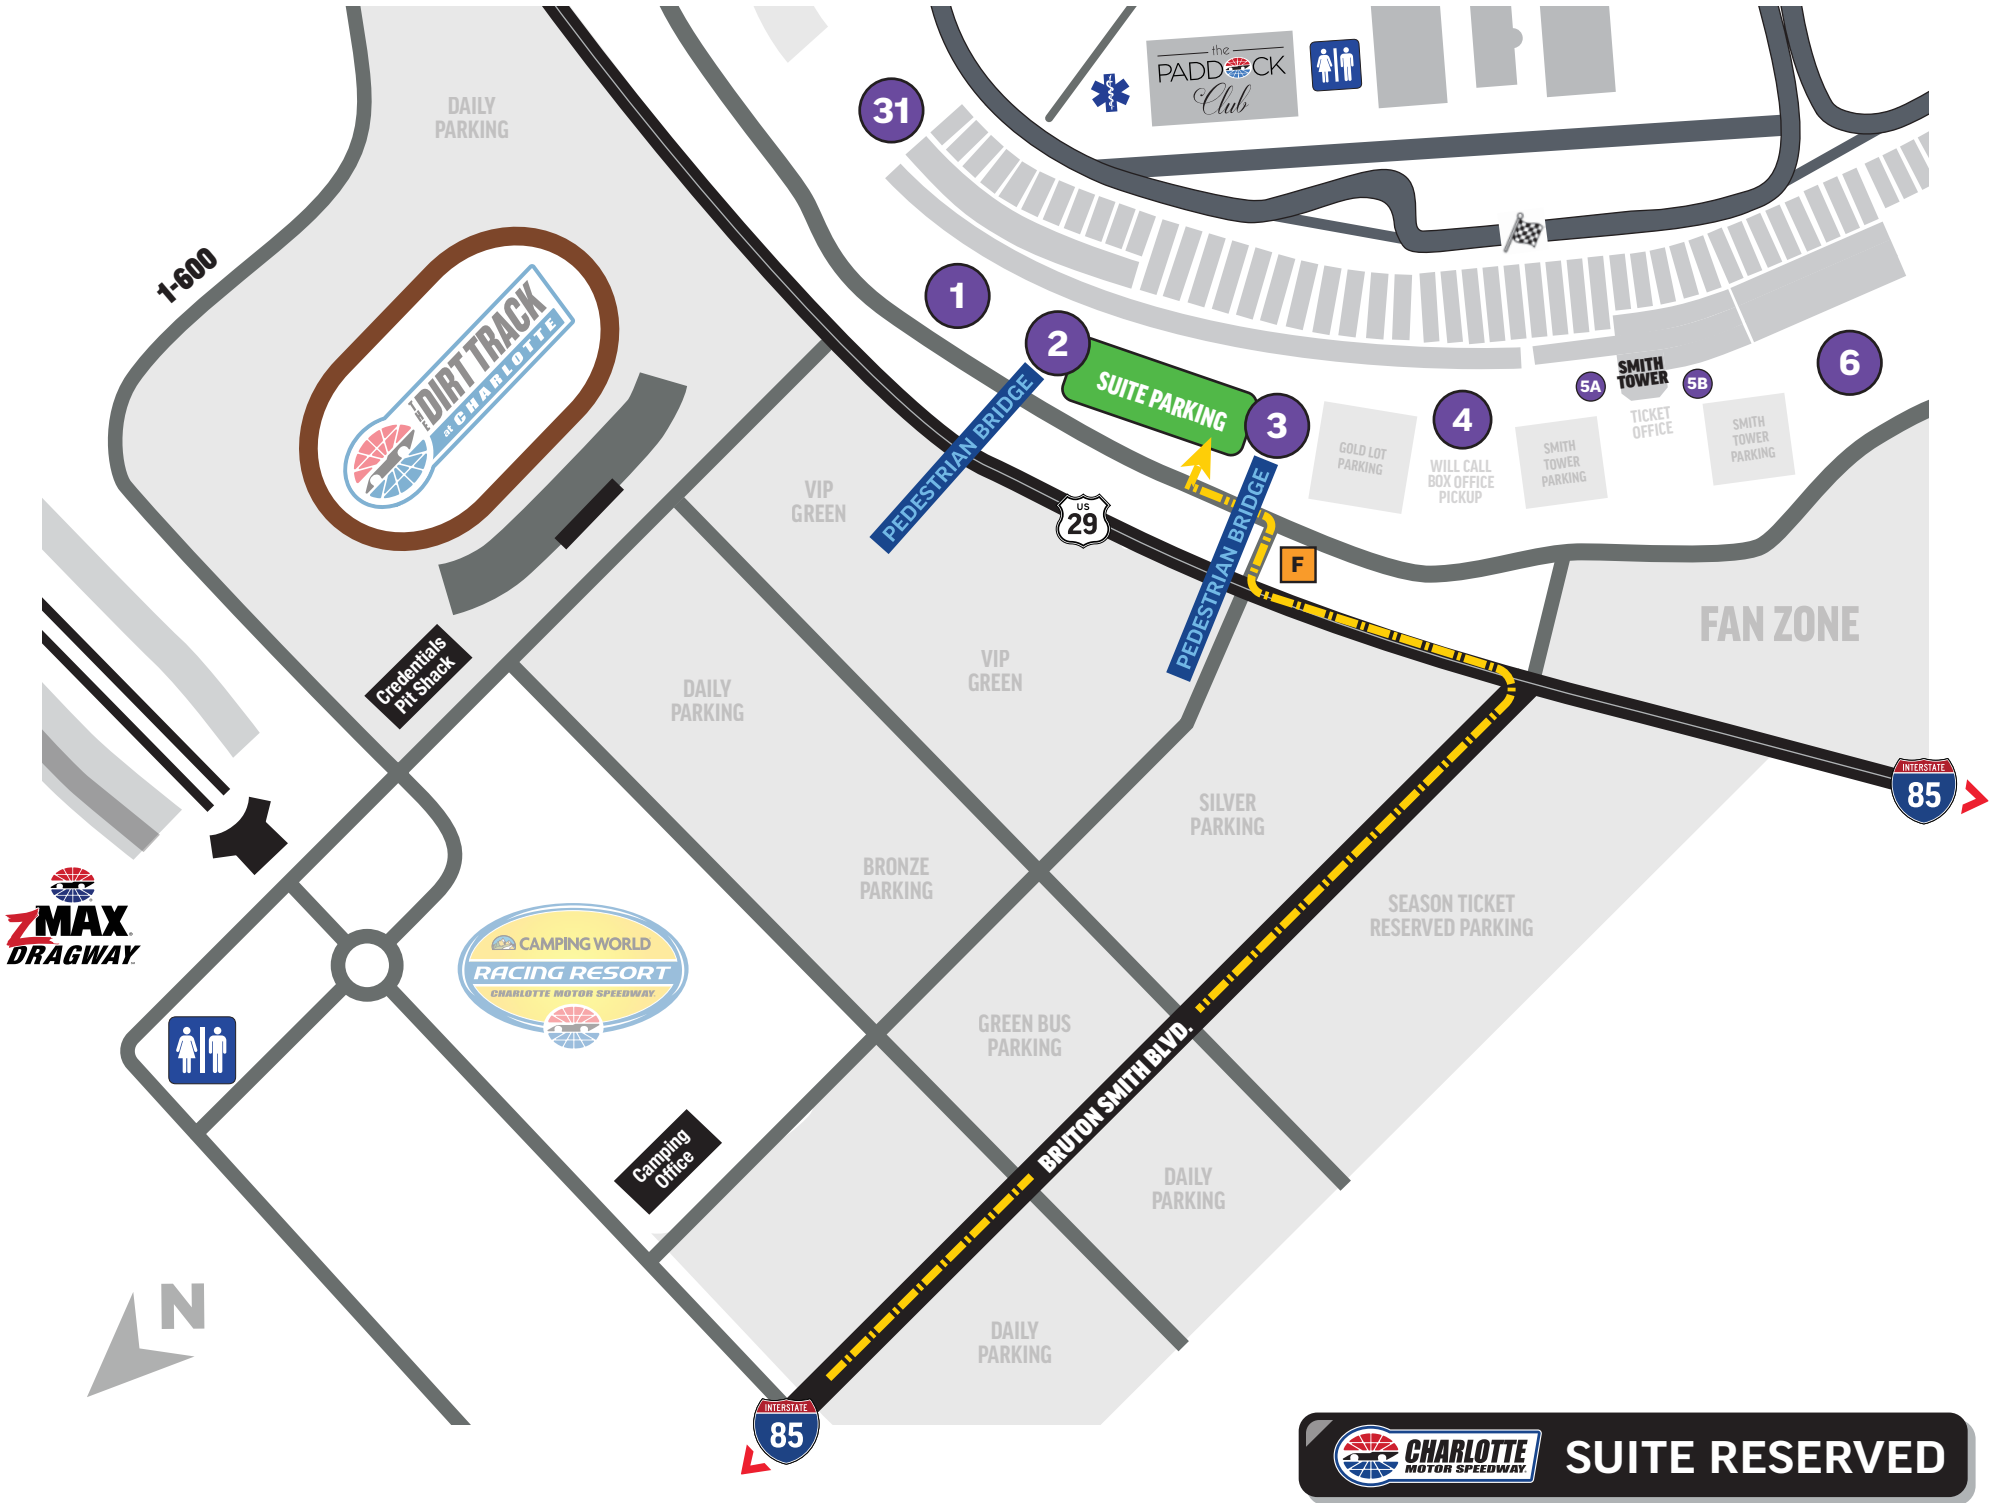 the
PADDOCK
Club
31
DAILY
PARKING
1-600
THE
DIRT TRACK
at CHARLOTTE
1
2
SUITE PARKING
3
4
5A
SMITH
TOWER
5B
6
TICKET
OFFICE
GOLD LOT
PARKING
WILL CALL
BOX OFFICE
PICKUP
SMITH
TOWER
PARKING
SMITH
TOWER
PARKING
PEDESTRIAN BRIDGE
PEDESTRIAN BRIDGE
VIP
GREEN
US
29
F
FAN ZONE
Credentials
Pit Shack
DAILY
PARKING
VIP
GREEN
INTERSTATE
85
SILVER
PARKING
BRONZE
PARKING
SEASON TICKET
RESERVED PARKING
ZMAX
DRAGWAY
CAMPING WORLD
RACING RESORT
CHARLOTTE MOTOR SPEEDWAY
GREEN BUS
PARKING
BRUTON SMITH BLVD.
Camping
Office
DAILY
PARKING
N
DAILY
PARKING
INTERSTATE
85
CHARLOTTE
MOTOR SPEEDWAY
SUITE RESERVED